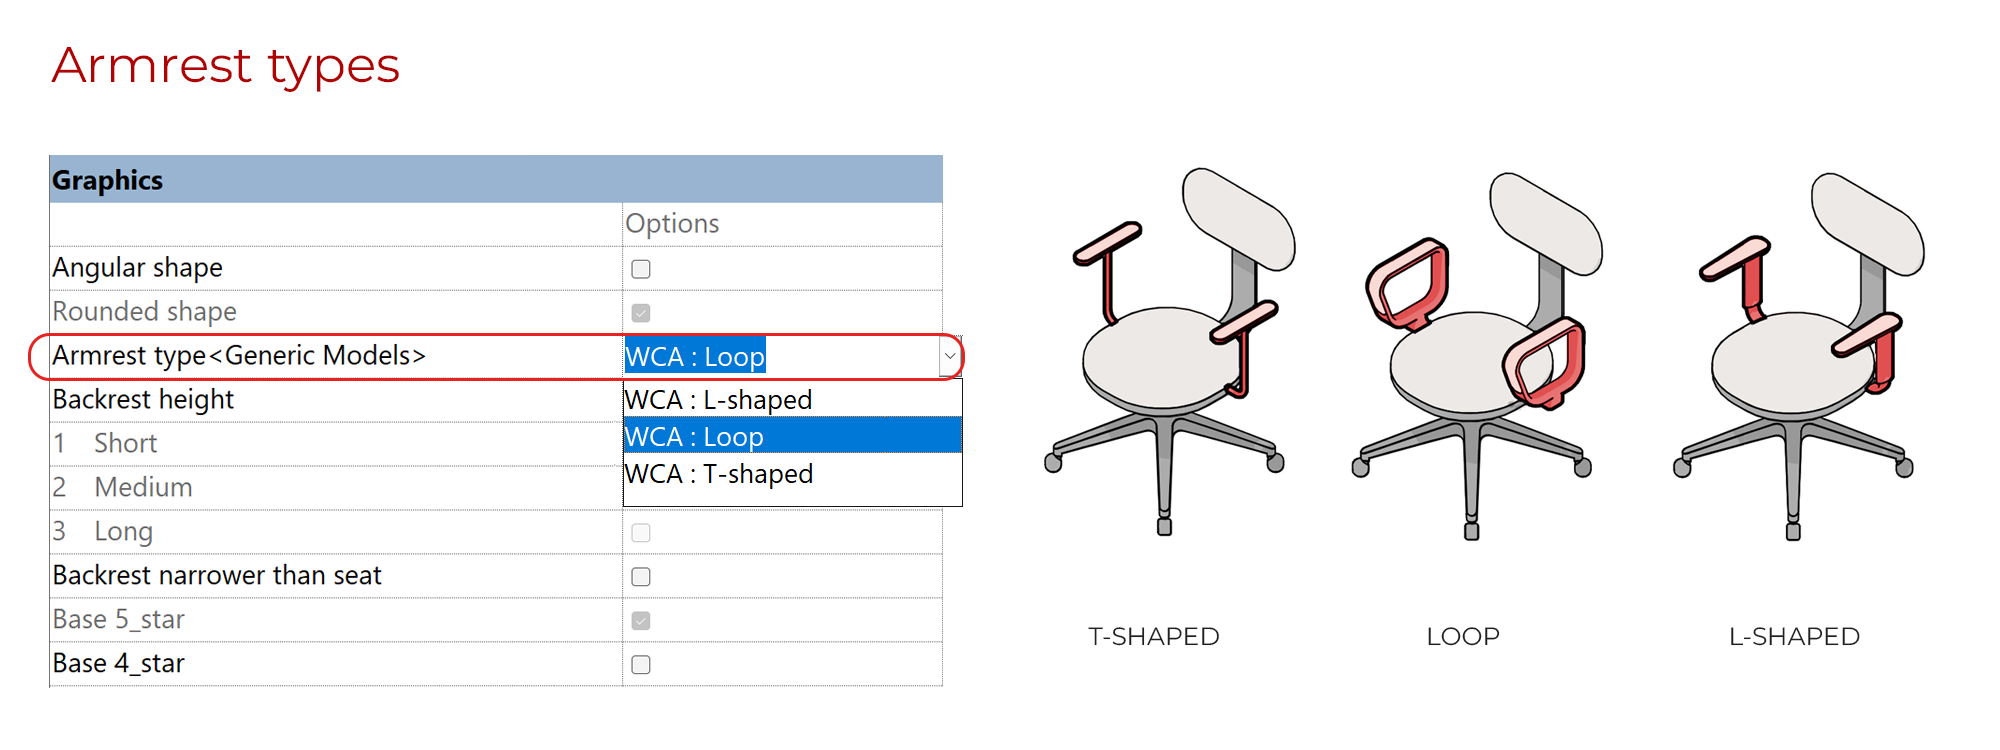 Armrest types
Graphics
Options
Angular shape
Rounded shape
Armrest type<Generic Models> WCA : Loop
Backrest height WCA : L-shaped
1 Short WCA : Loop
2 Medium WCA : T-shaped
3 Long
Backrest narrower than seat
Base 5_star
Base 4_star
T-SHAPED
LOOP
L-SHAPED